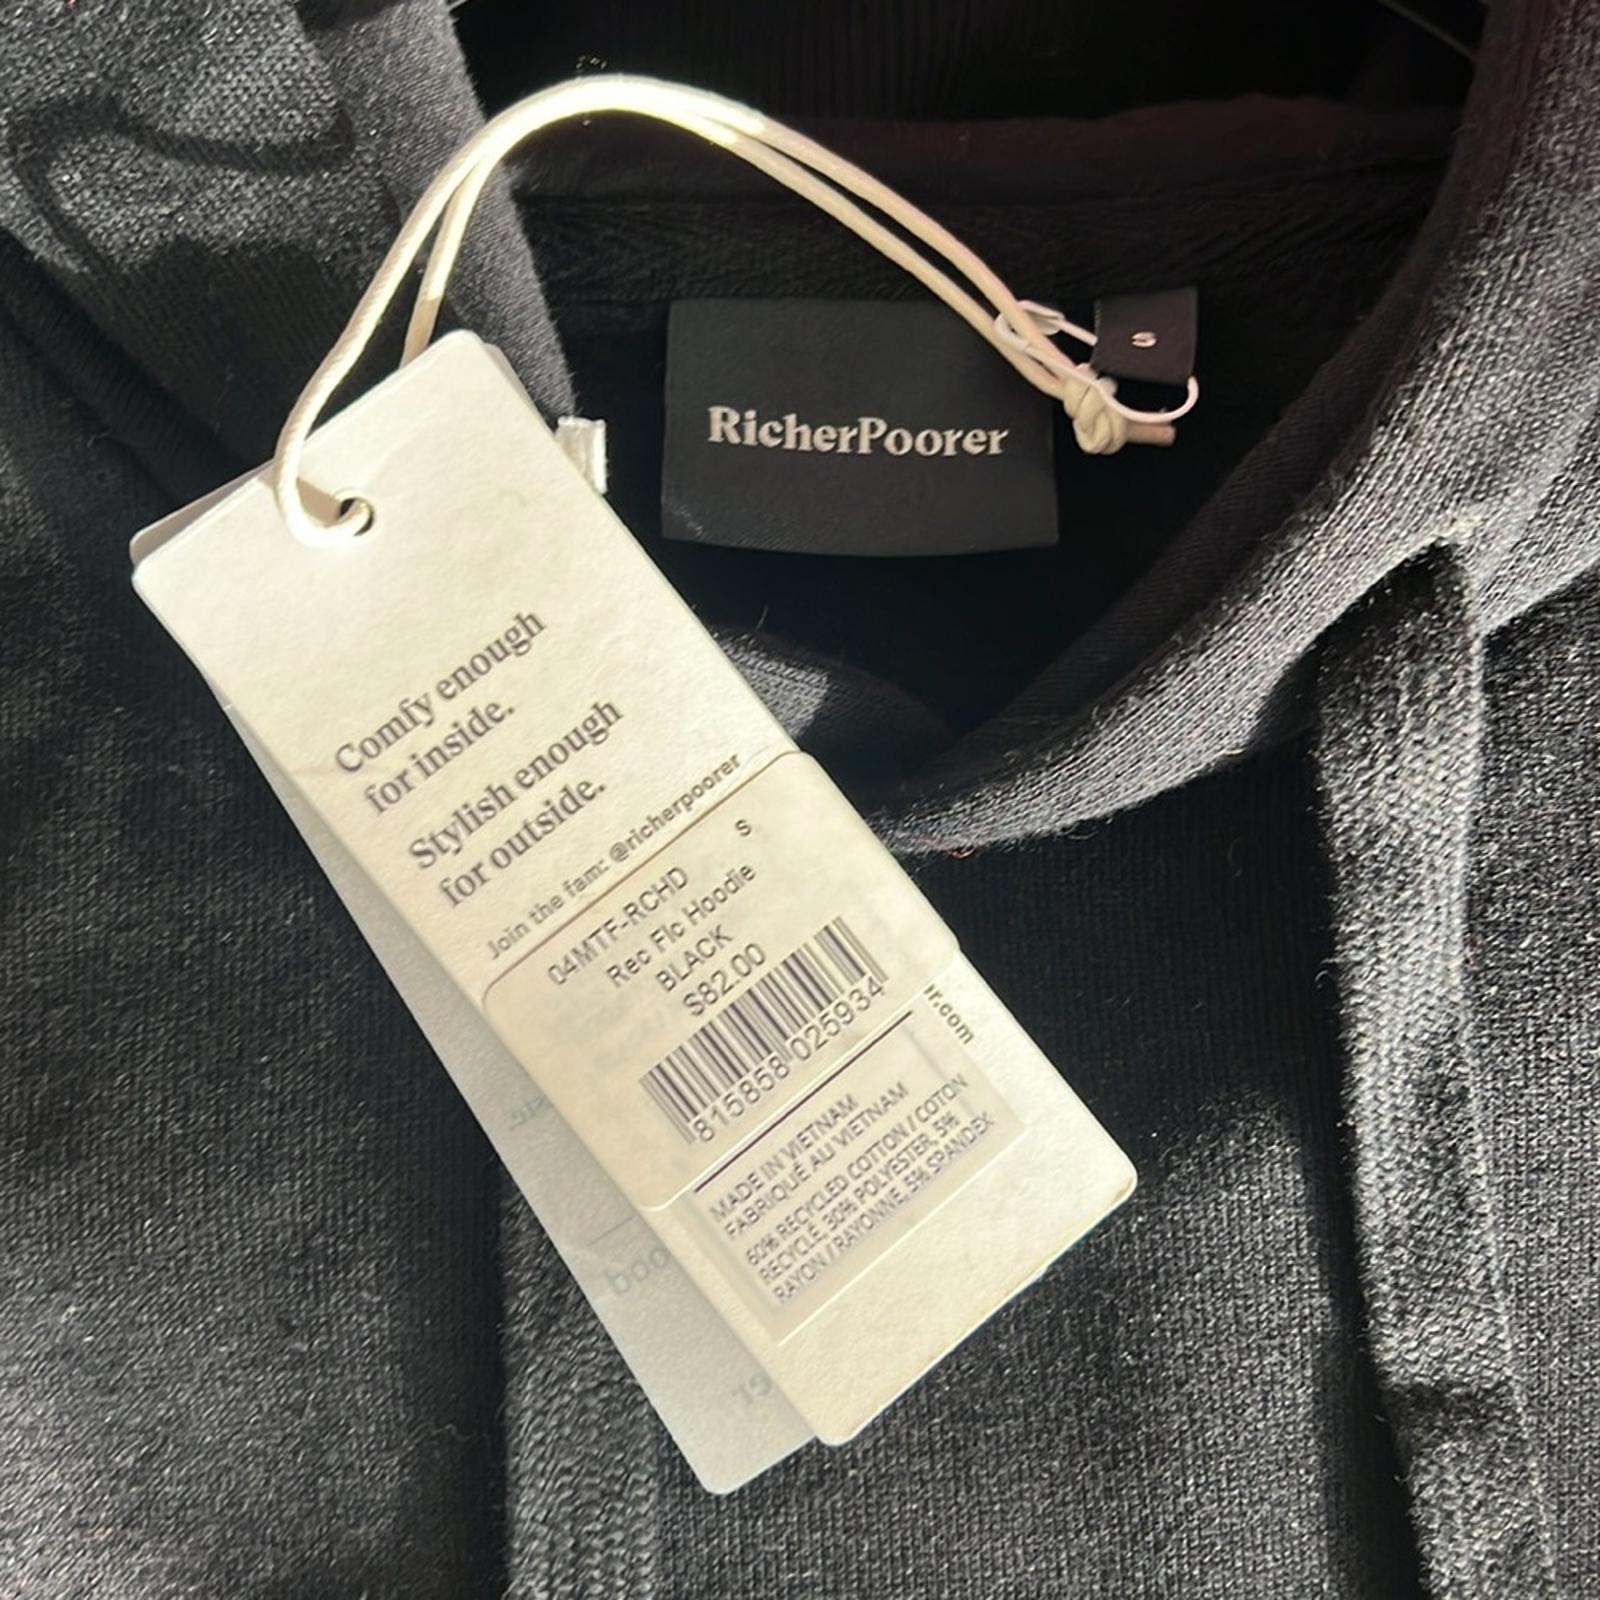 RicherPoorer
S
Comfy enough
for inside.
Stylish enough
for outside.
Join the fam: @richerpoorer
S
04MTF-RCHD
Rec Flc Hoodie
BLACK
$82.00
815858 025934
r.com
MADE IN VIETNAM
FABRIQUÉ AU VIETNAM
60% RECYCLED COTTON / COTON
RECYCLE, 30% POLYESTER, 5%
RAYON / RAYONNE, 5% SPANDEX